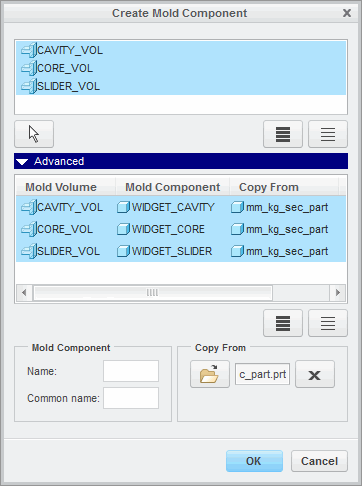 Create Mold Component
CAVITY_VOL
CORE_VOL
SLIDER_VOL
Advanced
Mold Volume Mold Component Copy From
CAVITY_VOL WIDGET_CAVITY mm_kg_sec_part
CORE_VOL WIDGET_CORE mm_kg_sec_part
SLIDER_VOL WIDGET_SLIDER mm_kg_sec_part
Mold Component
Name:
Common name:
Copy From
c_part.prt
OK Cancel